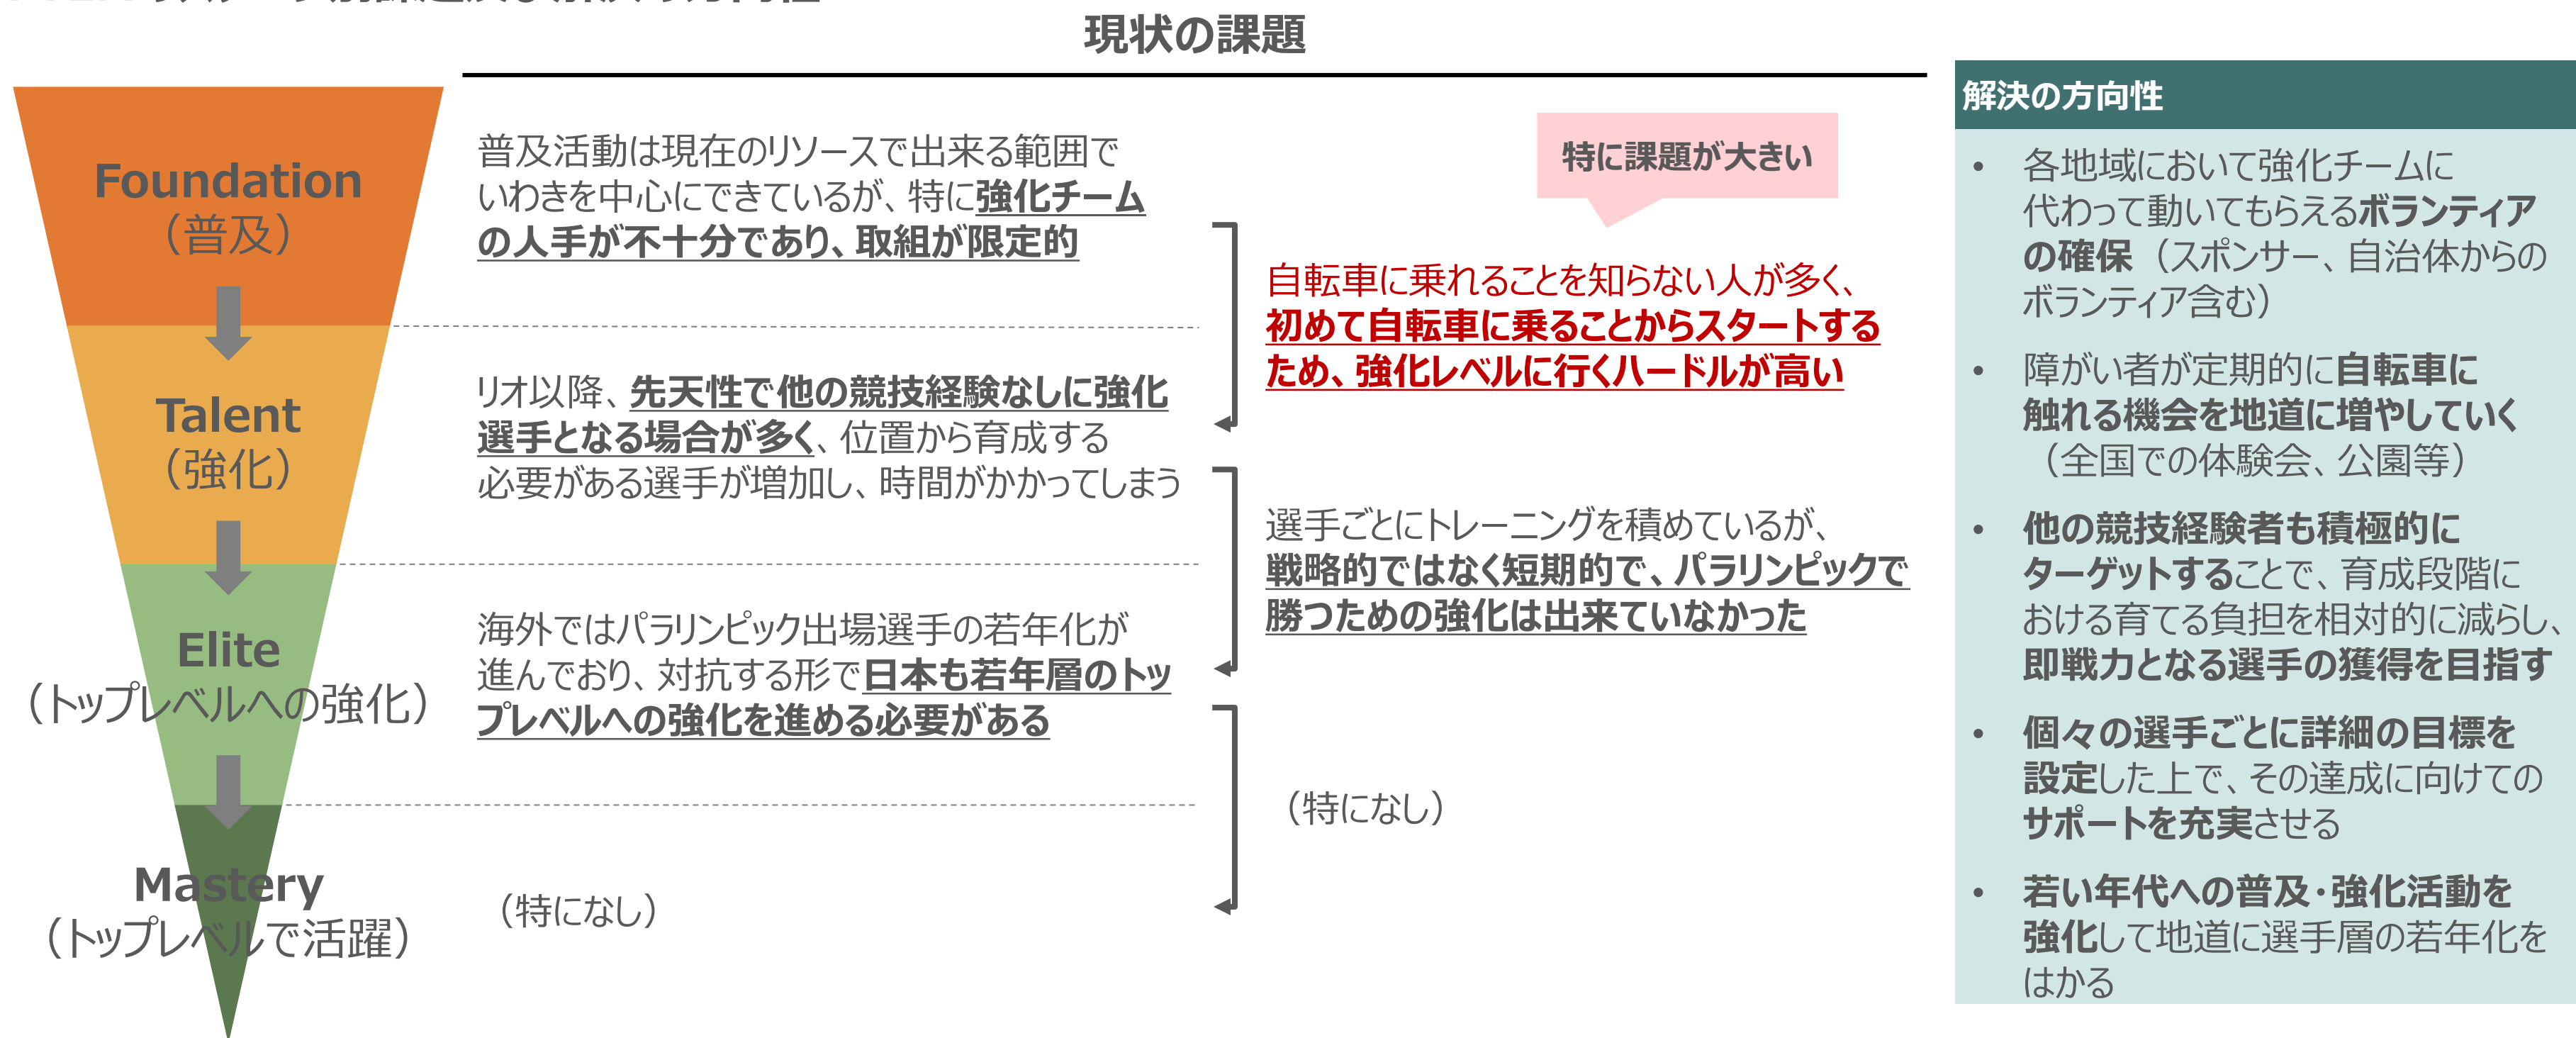 現状の課題
Foundation
（普及）
Talent
（強化）
Elite
（トップレベルへの強化）
Mastery
（トップレベルで活躍）
普及活動は現在のリソースで出来る範囲で
いわきを中心にできているが、特に強化チーム
の人手が不十分であり、取組が限定的
リオ以降、先天性で他の競技経験なしに強化
選手となる場合が多く、位置から育成する
必要がある選手が増加し、時間がかかってしまう
海外ではパラリンピック出場選手の若年化が
進んでおり、対抗する形で日本も若年層のトッ
プレベルへの強化を進める必要がある
（特になし）
特に課題が大きい
自転車に乗れることを知らない人が多く、
初めて自転車に乗ることからスタートする
ため、強化レベルに行くハードルが高い
選手ごとにトレーニングを積めているが、
戦略的ではなく短期的で、パラリンピックで
勝つための強化は出来ていなかった
（特になし）
解決の方向性
• 各地域において強化チームに
代わって動いてもらえるボランティア
の確保（スポンサー、自治体からの
ボランティア含む）
• 障がい者が定期的に自転車に
触れる機会を地道に増やしていく
（全国での体験会、公園等）
• 他の競技経験者も積極的に
ターゲットすることで、育成段階に
おける育てる負担を相対的に減らし、
即戦力となる選手の獲得を目指す
• 個々の選手ごとに詳細の目標を
設定した上で、その達成に向けての
サポートを充実させる
• 若い年代への普及・強化活動を
強化して地道に選手層の若年化を
はかる